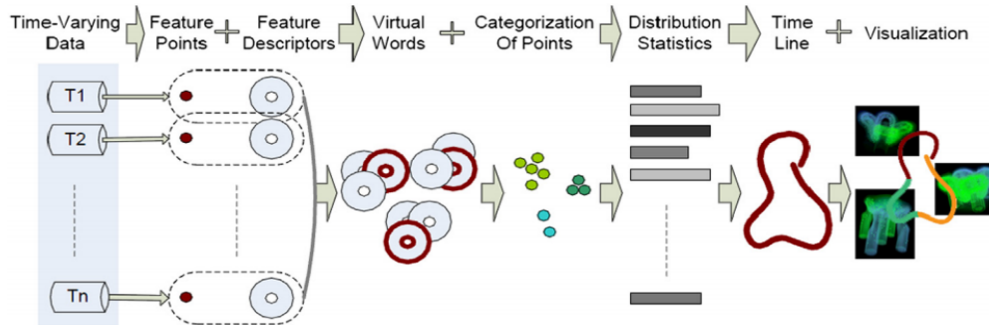 Time-Varying Data + Feature Points + Feature Descriptors Virtual Words + Categorization Of Points Distribution Statistics Time Line + Visualization
T1
T2
Tn